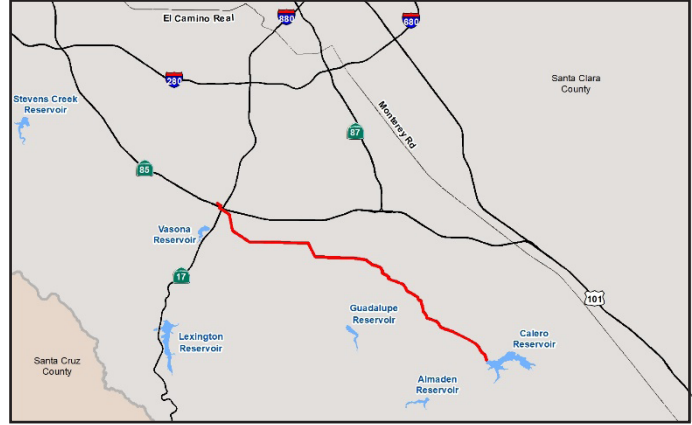 El Camino Real
880
680
280
Santa Clara
County
Stevens Creek
Reservoir
Monterey Rd
87
85
Vasona
Reservoir
17
101
Guadalupe
Reservoir
Lexington
Reservoir
Calero
Reservoir
Santa Cruz
County
Almaden
Reservoir